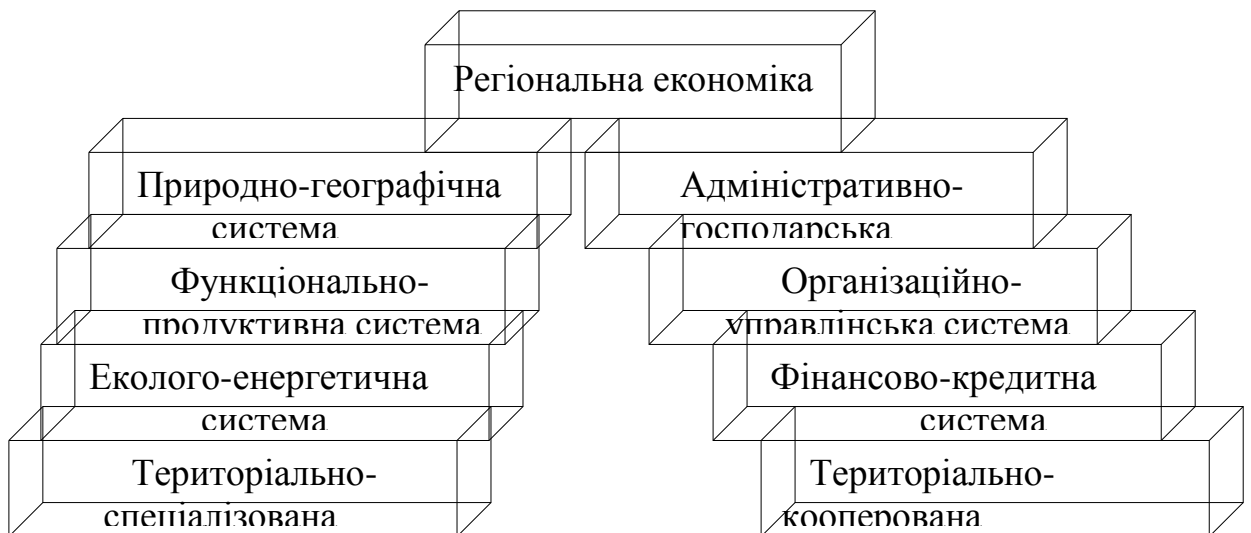 Регіональна економіка
Природно-географічна
система
Адміністративно-
господарська
Функціонально-
продуктивна система
Організаційно-
управлінська система
Еколого-енергетична
система
Фінансово-кредитна
система
Територіально-
спеціалізована
Територіально-
кооперована